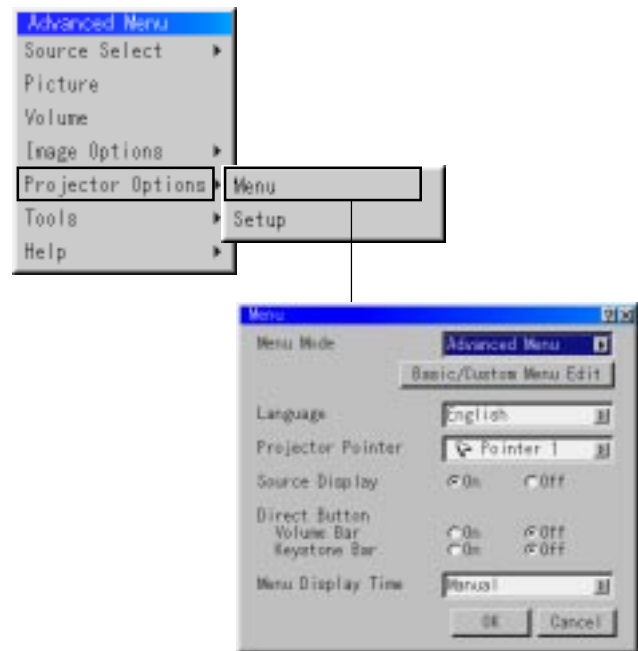 Advanced Menu
Source Select
Picture
Volume
Image Options
Projector Options
Tools
Help
Menu
Setup
Menu
Menu Mode
Advanced Menu
Basic/Custom Menu Edit
Language
English
Projector Pointer
Pointer 1
Source Display
On Off
Direct Button
Volume Bar
On Off
Keystone Bar
On Off
Menu Display Time
Manual
OK Cancel